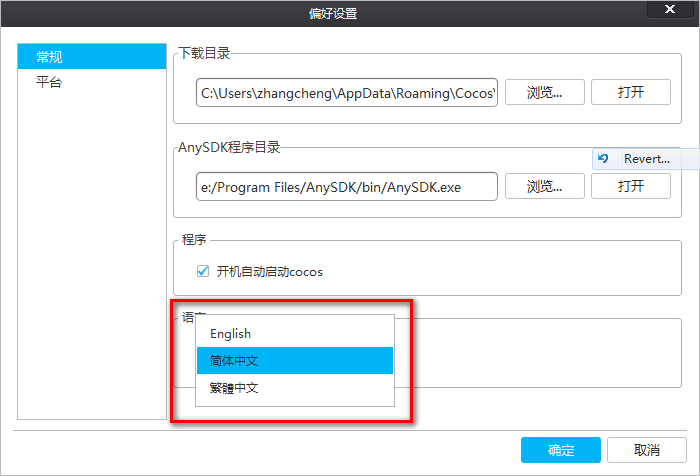 偏好设置
常规
平台
下载目录
C:\Users\zhangcheng\AppData\Roaming\Cocos\
浏览...
打开
AnySDK程序目录
Revert...
e:/Program Files/AnySDK/bin/AnySDK.exe
浏览...
打开
程序
开机自动启动cocos
语言
English
简体中文
繁體中文
确定
取消